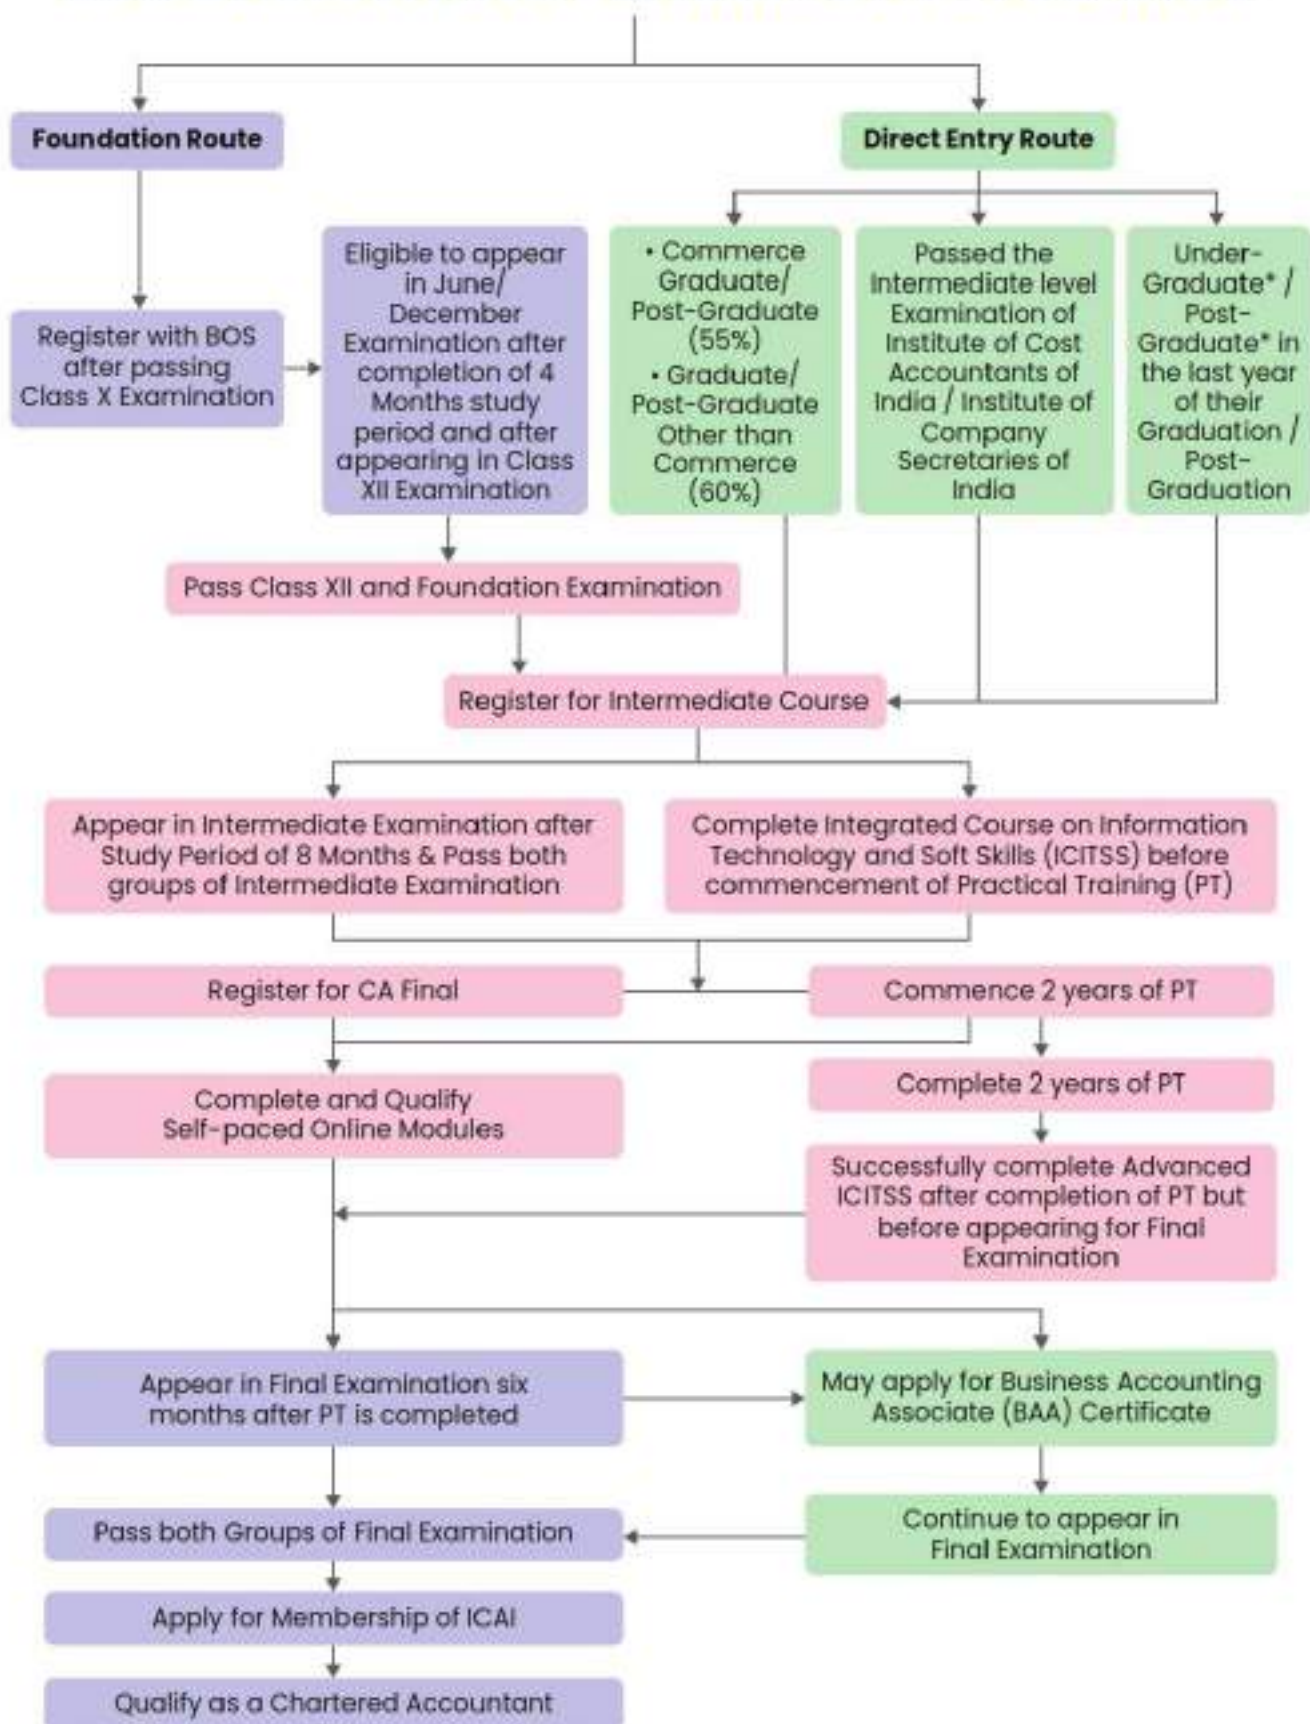 Foundation Route
Direct Entry Route
Register with BOS
after passing
Class X Examination
Eligible to appear
in June/
December
Examination after
completion of 4
Months study
period and after
appearing in Class
XII Examination
• Commerce
Graduate/
Post-Graduate
(55%)
• Graduate/
Post-Graduate
Other than
Commerce
(60%)
Passed the
Intermediate level
Examination of
Institute of Cost
Accountants of
India / Institute of
Company
Secretaries of
India
Under-
Graduate* /
Post-
Graduate* in
the last year
of their
Graduation /
Post-
Graduation
Pass Class XII and Foundation Examination
Register for Intermediate Course
Appear in Intermediate Examination after
Study Period of 8 Months & Pass both
groups of Intermediate Examination
Complete Integrated Course on Information
Technology and Soft Skills (ICITSS) before
commencement of Practical Training (PT)
Register for CA Final
Commence 2 years of PT
Complete 2 years of PT
Complete and Qualify
Self-paced Online Modules
Successfully complete Advanced
ICITSS after completion of PT but
before appearing for Final
Examination
Appear in Final Examination six
months after PT is completed
May apply for Business Accounting
Associate (BAA) Certificate
Pass both Groups of Final Examination
Continue to appear in
Final Examination
Apply for Membership of ICAI
Qualify as a Chartered Accountant